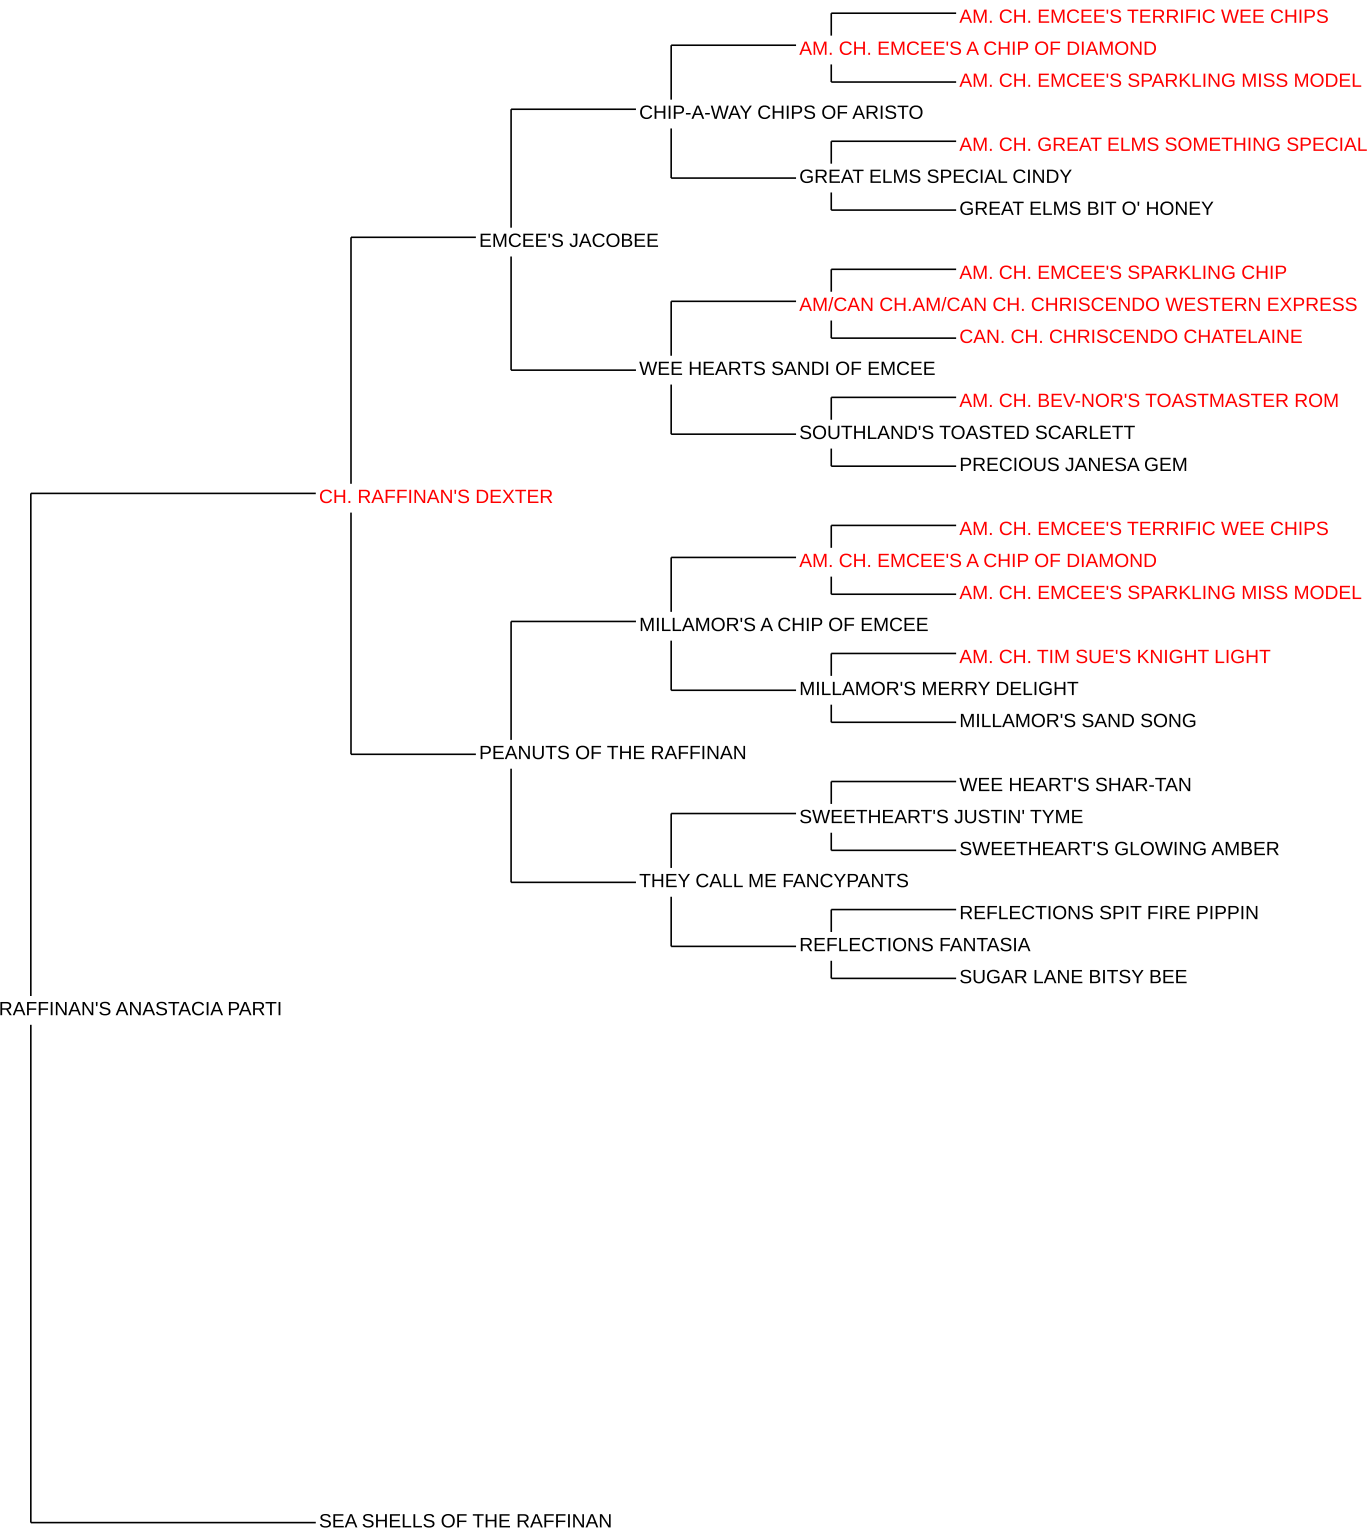 AM. CH. EMCEE'S TERRIFIC WEE CHIPS
AM. CH. EMCEE'S A CHIP OF DIAMOND
AM. CH. EMCEE'S SPARKLING MISS MODEL
CHIP-A-WAY CHIPS OF ARISTO
AM. CH. GREAT ELMS SOMETHING SPECIAL
GREAT ELMS SPECIAL CINDY
GREAT ELMS BIT O' HONEY
EMCEE'S JACOBEE
AM. CH. EMCEE'S SPARKLING CHIP
AM/CAN CH.AM/CAN CH. CHRISCENDO WESTERN EXPRESS
CAN. CH. CHRISCENDO CHATELAINE
WEE HEARTS SANDI OF EMCEE
AM. CH. BEV-NOR'S TOASTMASTER ROM
SOUTHLAND'S TOASTED SCARLETT
PRECIOUS JANESA GEM
CH. RAFFINAN'S DEXTER
AM. CH. EMCEE'S TERRIFIC WEE CHIPS
AM. CH. EMCEE'S A CHIP OF DIAMOND
AM. CH. EMCEE'S SPARKLING MISS MODEL
MILLAMOR'S A CHIP OF EMCEE
AM. CH. TIM SUE'S KNIGHT LIGHT
MILLAMOR'S MERRY DELIGHT
MILLAMOR'S SAND SONG
PEANUTS OF THE RAFFINAN
WEE HEART'S SHAR-TAN
SWEETHEART'S JUSTIN' TYME
SWEETHEART'S GLOWING AMBER
THEY CALL ME FANCYPANTS
REFLECTIONS SPIT FIRE PIPPIN
REFLECTIONS FANTASIA
SUGAR LANE BITSY BEE
RAFFINAN'S ANASTACIA PARTI
SEA SHELLS OF THE RAFFINAN